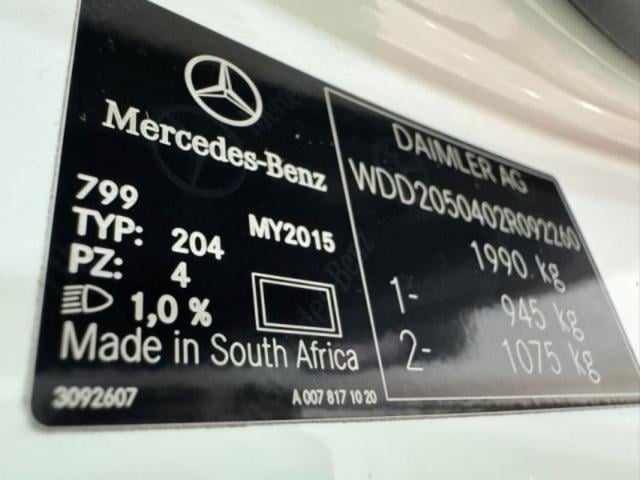 Mercedes-Benz
799
TYP: 204 MY2015
PZ: 4
1,0 %
Made in South Africa
3092607 A 007 817 10 20
DAIMLER AG
WDD2050402R092260
1990 kg
1- 945 kg
2- 1075 kg